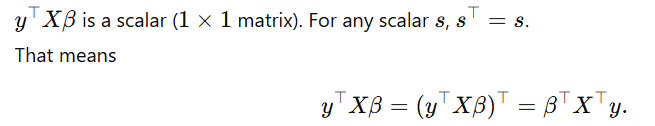 y⊤Xβ is a scalar (1 × 1 matrix). For any scalar s, s⊤ = s.
That means
y⊤Xβ = (y⊤Xβ)⊤ = β⊤X⊤y.